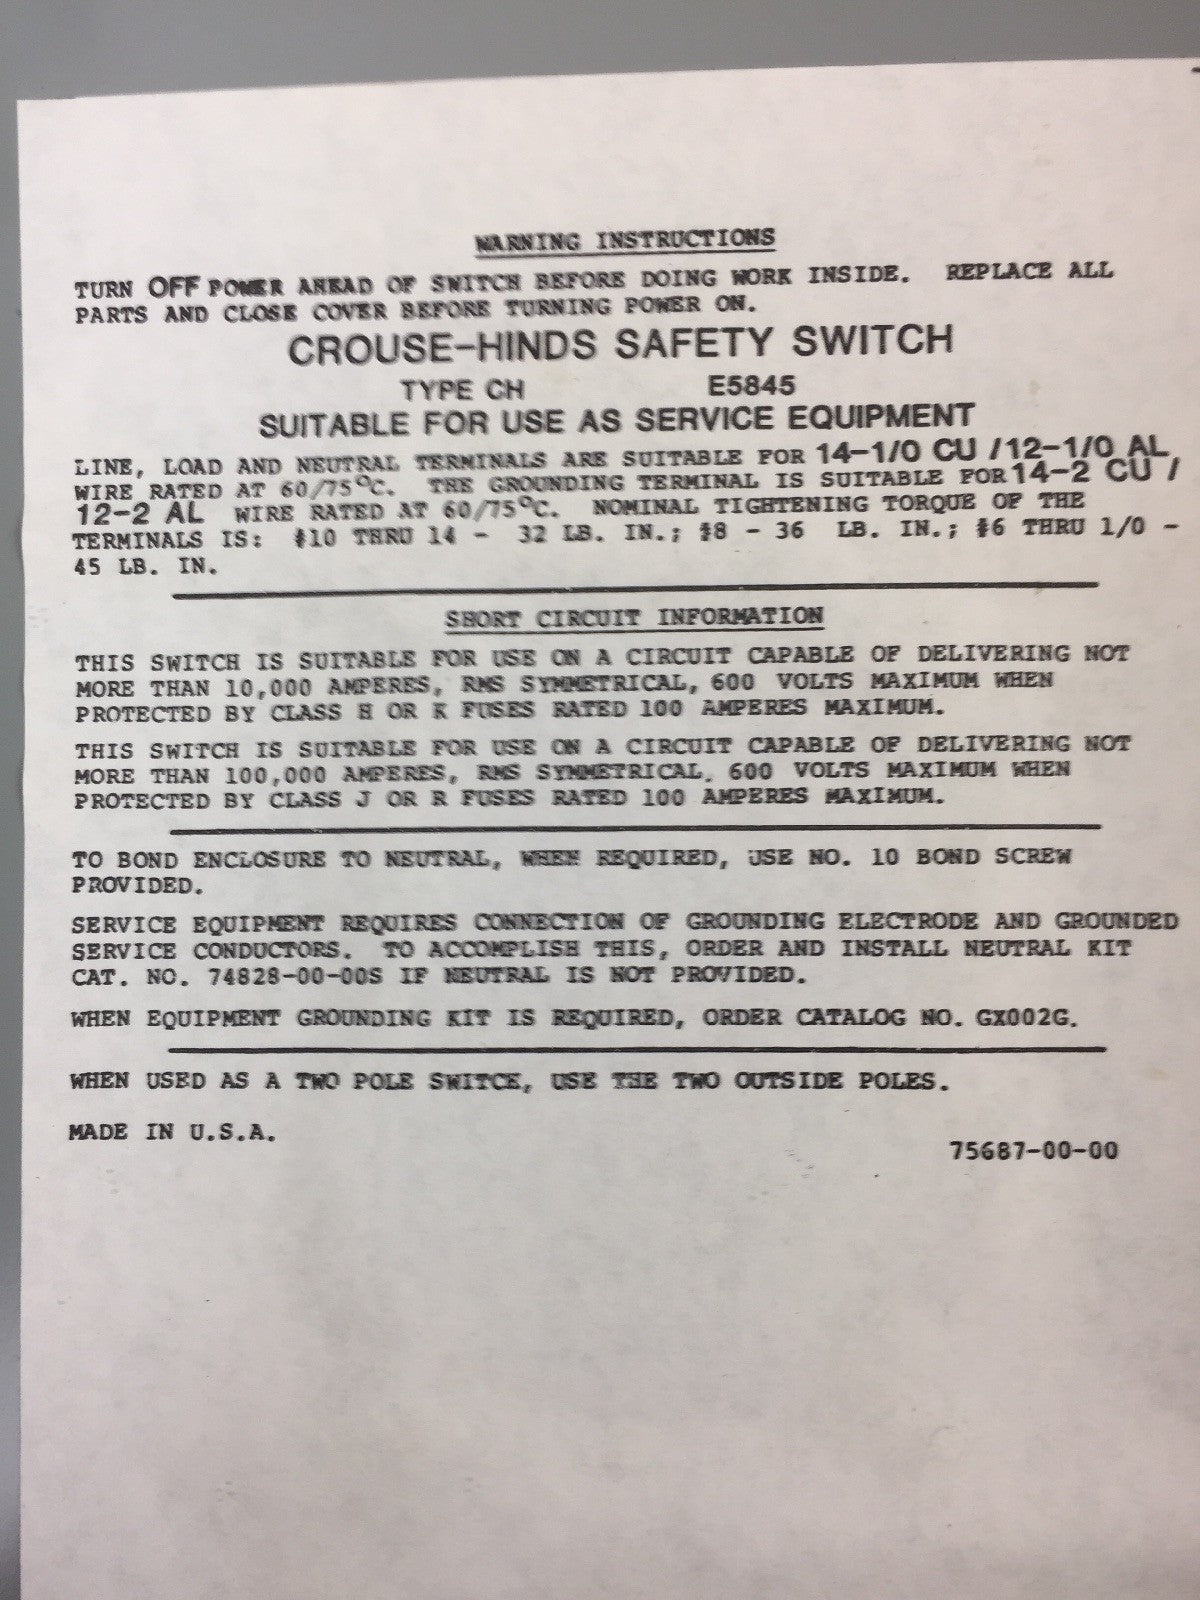 WARNING INSTRUCTIONS
TURN OFF POWER AHEAD OF SWITCH BEFORE DOING WORK INSIDE. REPLACE ALL
PARTS AND CLOSE COVER BEFORE TURNING POWER ON.
CROUSE-HINDS SAFETY SWITCH
TYPE CH E5845
SUITABLE FOR USE AS SERVICE EQUIPMENT
LINE, LOAD AND NEUTRAL TERMINALS ARE SUITABLE FOR 14-1/0 CU /12-1/0 AL,
WIRE RATED AT 60/75°C. THE GROUNDING TERMINAL IS SUITABLE FOR 14-2 CU /
12-2 AL WIRE RATED AT 60/75°C. NOMINAL TIGHTENING TORQUE OF THE
TERMINALS IS: #10 THRU 14 - 32 LB. IN.; #8 - 36 LB. IN.; #6 THRU 1/0 -
45 LB. IN.
SHORT CIRCUIT INFORMATION
THIS SWITCH IS SUITABLE FOR USE ON A CIRCUIT CAPABLE OF DELIVERING NOT
MORE THAN 10,000 AMPERES, RMS SYMMETRICAL, 600 VOLTS MAXIMUM WHEN
PROTECTED BY CLASS H OR K FUSES RATED 100 AMPERES MAXIMUM.
THIS SWITCH IS SUITABLE FOR USE ON A CIRCUIT CAPABLE OF DELIVERING NOT
MORE THAN 100,000 AMPERES, RMS SYMMETRICAL, 600 VOLTS MAXIMUM WHEN
PROTECTED BY CLASS J OR R FUSES RATED 100 AMPERES MAXIMUM.
TO BOND ENCLOSURE TO NEUTRAL, WHEN REQUIRED, USE NO. 10 BOND SCREW
PROVIDED.
SERVICE EQUIPMENT REQUIRES CONNECTION OF GROUNDING ELECTRODE AND GROUNDED
SERVICE CONDUCTORS. TO ACCOMPLISH THIS, ORDER AND INSTALL NEUTRAL KIT
CAT. NO. 74828-00-00S IF NEUTRAL IS NOT PROVIDED.
WHEN EQUIPMENT GROUNDING KIT IS REQUIRED, ORDER CATALOG NO. GX002G.
WHEN USED AS A TWO POLE SWITCH, USE THE TWO OUTSIDE POLES.
MADE IN U.S.A.
75687-00-00